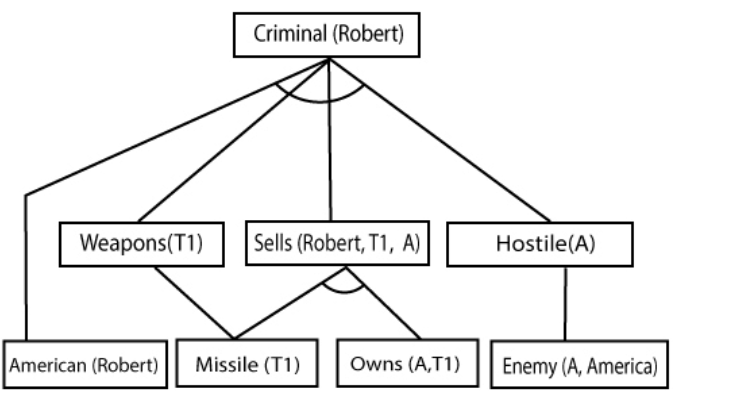 Criminal (Robert)
Weapons(T1)
Sells (Robert, T1, A)
Hostile(A)
American (Robert)
Missile (T1)
Owns (A,T1)
Enemy (A, America)